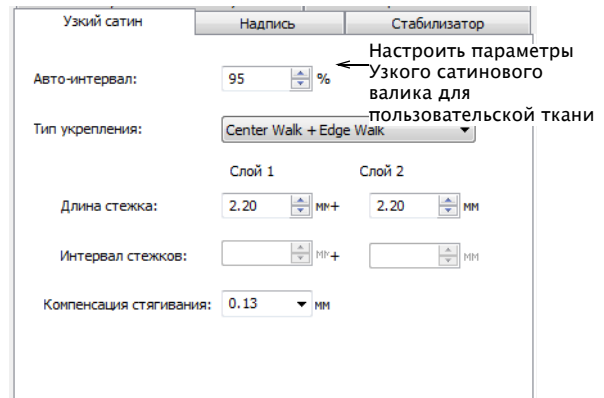 Узкий сатин Надпись Стабилизатор
Настроить параметры
Узкого сатинового
валика для
пользовательской ткани
Авто-интервал: 95 %
Тип укрепления: Center Walk + Edge Walk
Слой 1 Слой 2
Длина стежка: 2.20 мм+ 2.20 мм
Интервал стежков: мм+ мм
Компенсация стягивания: 0.13 мм